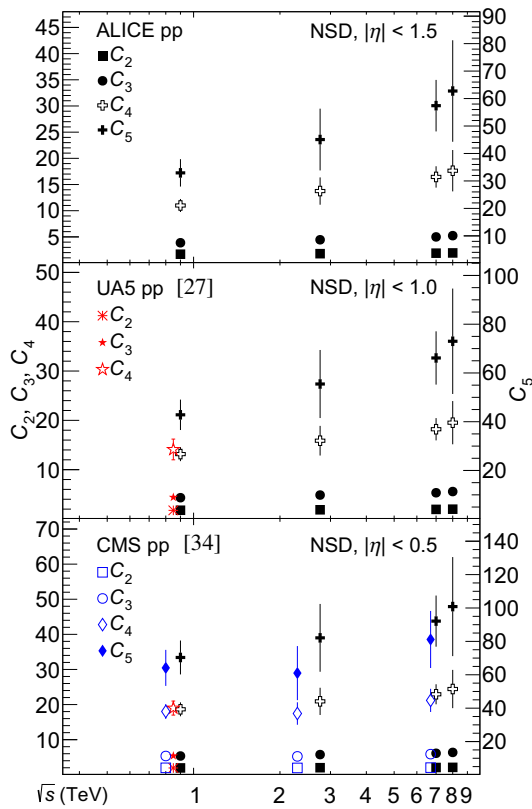 ALICE pp NSD, |η| < 1.5
C₂
C₃
C₄
C₅
45
40
35
30
25
20
15
10
5
90
80
70
60
50
40
30
20
10
UA5 pp [27] NSD, |η| < 1.0
C₂
C₃
C₄
50
40
30
20
10
100
80
60
40
20
C₂, C₃, C₄
C₅
CMS pp [34] NSD, |η| < 0.5
C₂
C₃
C₄
C₅
70
60
50
40
30
20
10
140
120
100
80
60
40
20
√s (TeV) 1 2 3 4 5 6 7 8 9